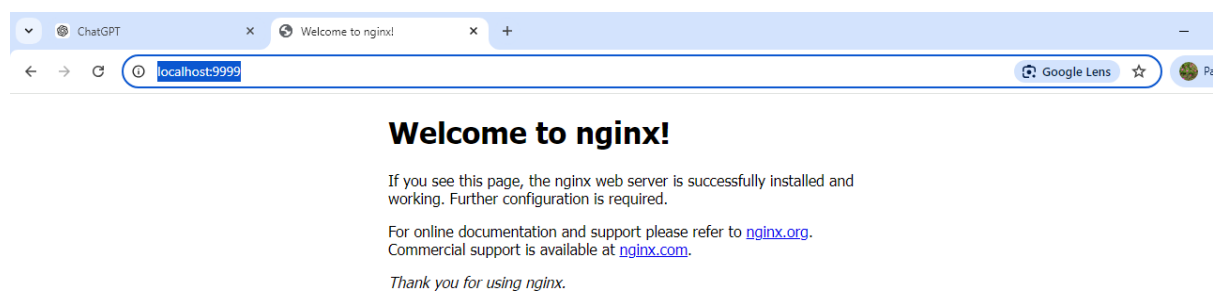 ChatGPT
Welcome to nginx!
localhost:9999
Google Lens
Welcome to nginx!
If you see this page, the nginx web server is successfully installed and
working. Further configuration is required.
For online documentation and support please refer to nginx.org.
Commercial support is available at nginx.com.
Thank you for using nginx.